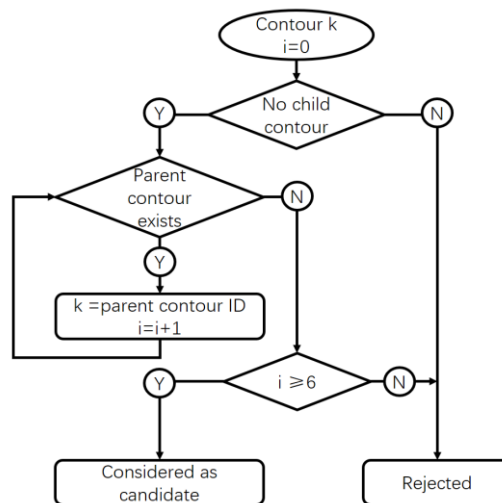 Contour k
i=0
No child
contour
Y
N
Parent
contour
exists
N
Y
k =parent contour ID
i=i+1
Y
i ≥6
N
Considered as
candidate
Rejected